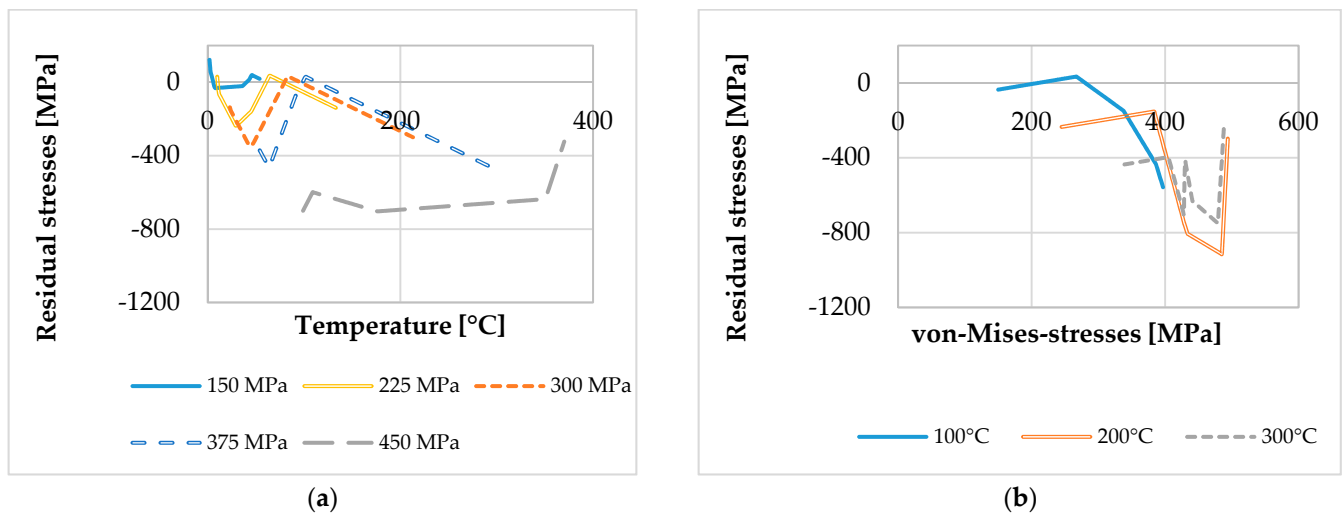 Residual stresses [MPa]
0
-400
-800
-1200
0
200
400
Temperature [°C]
150 MPa
225 MPa
300 MPa
375 MPa
450 MPa
(a)
Residual stresses [MPa]
0
-400
-800
-1200
0
200
400
600
von-Mises-stresses [MPa]
100°C
200°C
300°C
(b)